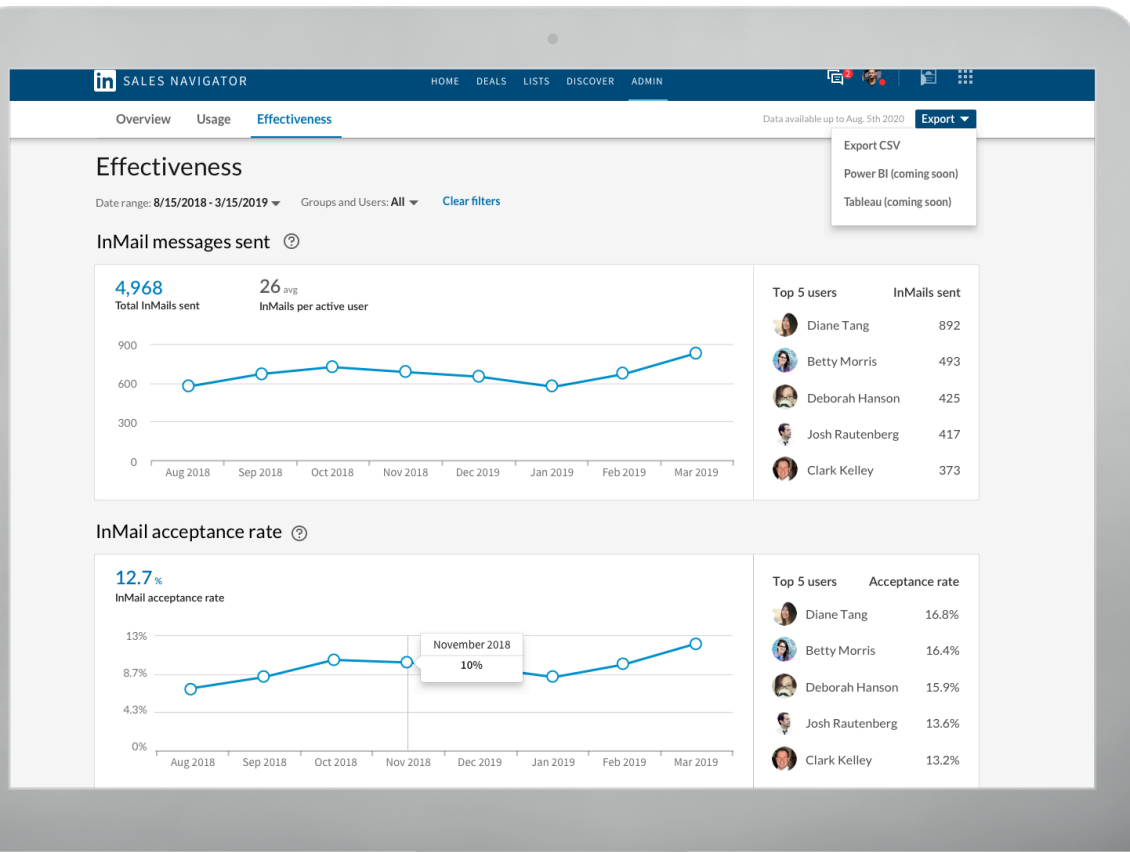 in SALES NAVIGATOR HOME DEALS LISTS DISCOVER ADMIN 2
Overview Usage Effectiveness Data available up to Aug. 5th 2020 Export
Export CSV
Power BI (coming soon)
Tableau (coming soon)
Effectiveness
Date range: 8/15/2018 - 3/15/2019 Groups and Users: All Clear filters
InMail messages sent ?
4,968 26 avg
Total InMails sent InMails per active user
900
600
300
0
Aug 2018 Sep 2018 Oct 2018 Nov 2018 Dec 2019 Jan 2019 Feb 2019 Mar 2019
Top 5 users InMails sent
Diane Tang 892
Betty Morris 493
Deborah Hanson 425
Josh Rautenberg 417
Clark Kelley 373
InMail acceptance rate ?
12.7 %
InMail acceptance rate
13%
8.7%
4.3%
0%
November 2018
10%
Aug 2018 Sep 2018 Oct 2018 Nov 2018 Dec 2019 Jan 2019 Feb 2019 Mar 2019
Top 5 users Acceptance rate
Diane Tang 16.8%
Betty Morris 16.4%
Deborah Hanson 15.9%
Josh Rautenberg 13.6%
Clark Kelley 13.2%